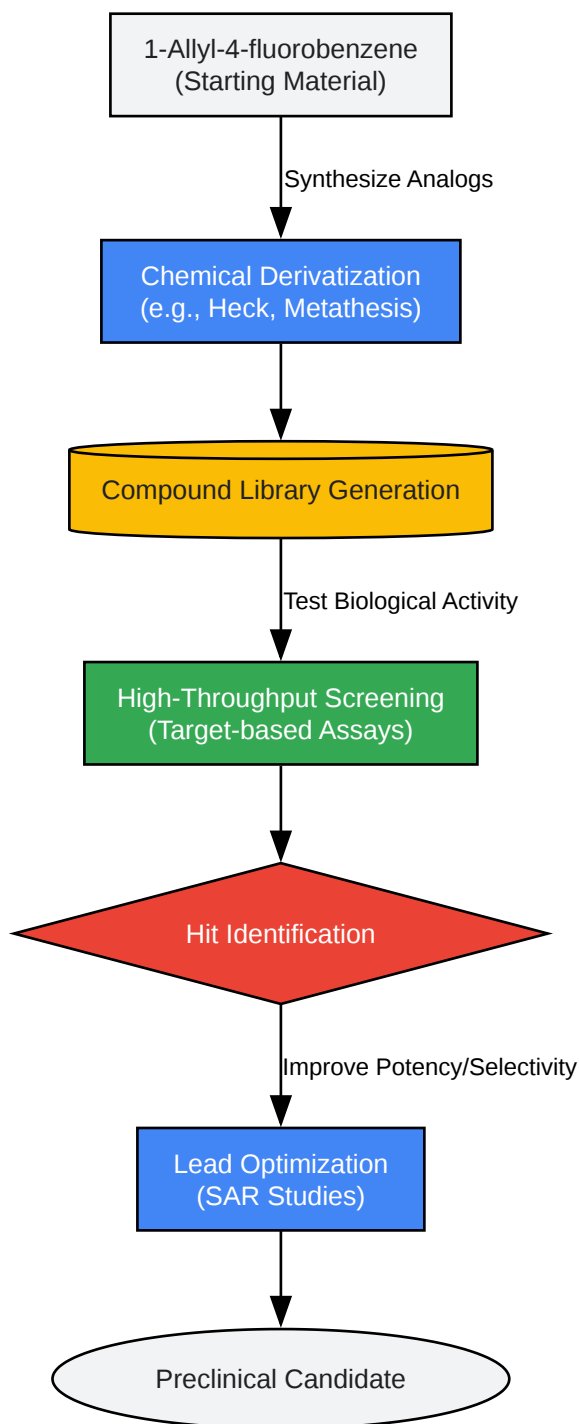 1-Allyl-4-fluorobenzene
(Starting Material)
Synthesize Analogs
Chemical Derivatization
(e.g., Heck, Metathesis)
Compound Library Generation
Test Biological Activity
High-Throughput Screening
(Target-based Assays)
Hit Identification
Improve Potency/Selectivity
Lead Optimization
(SAR Studies)
Preclinical Candidate